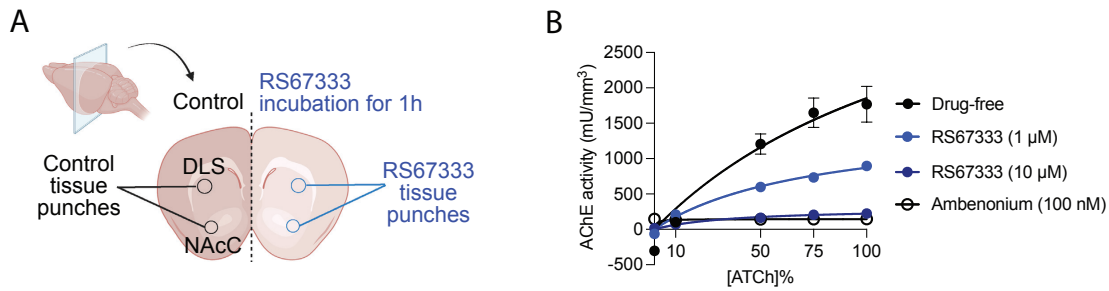 A
Control
RS67333
incubation for 1h
Control
tissue
punches
DLS
NAcC
RS67333
tissue
punches
B
AChE activity (mU/mm³)
2500
2000
1500
1000
500
0
-500
10
50
75
100
[ATCh]%
Drug-free
RS67333 (1 μM)
RS67333 (10 μM)
Ambenonium (100 nM)